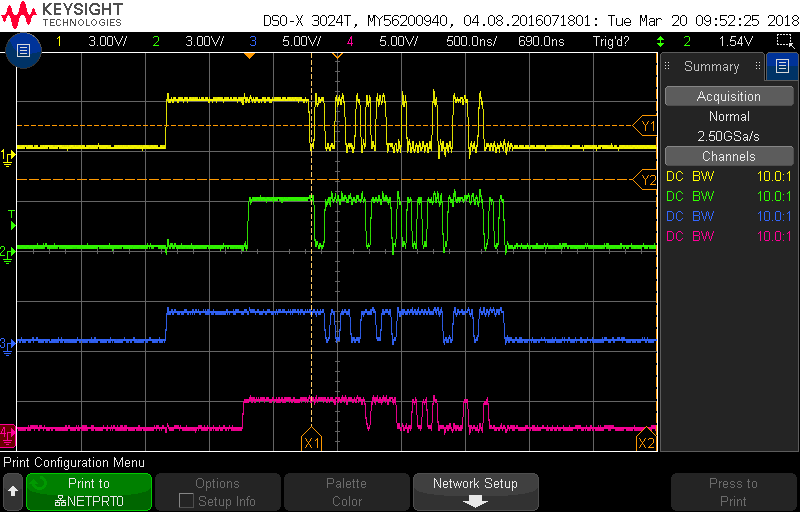 KEYSIGHT
TECHNOLOGIES
DSO-X 3024T, MY56200940, 04.08.2016071801: Tue Mar 20 09:52:25 2018
1 3.00V/ 2 3.00V/ 3 5.00V/ 4 5.00V/ 500.0ns/ 690.0ns Trig'd? 2 1.54V
Summary
Acquisition
Normal
2.50GSa/s
Channels
DC BW 10.0:1
DC BW 10.0:1
DC BW 10.0:1
DC BW 10.0:1
Y1
1
Y2
T
2
3
4
X1
X2
Print Configuration Menu
Print to
NETPRT0
Options
Setup Info
Palette
Color
Network Setup
Press to
Print